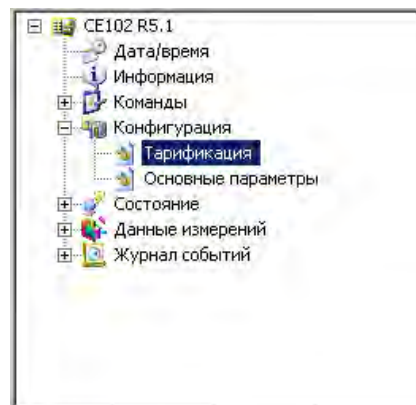 CE102 R5.1
Дата/время
Информация
Команды
Конфигурация
Тарификация
Основные параметры
Состояние
Данные измерений
Журнал событий